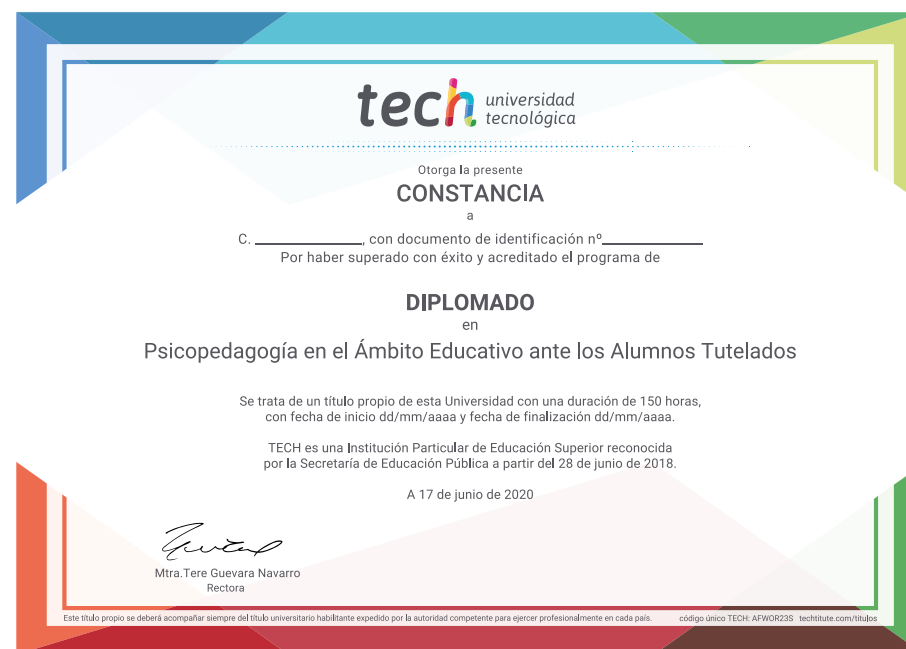 tech universidad
tecnológica
Otorga la presente
CONSTANCIA
a
C. ______________, con documento de identificación nº_____________
Por haber superado con éxito y acreditado el programa de
DIPLOMADO
en
Psicopedagogía en el Ámbito Educativo ante los Alumnos Tutelados
Se trata de un título propio de esta Universidad con una duración de 150 horas,
con fecha de inicio dd/mm/aaaa y fecha de finalización dd/mm/aaaa.
TECH es una Institución Particular de Educación Superior reconocida
por la Secretaría de Educación Pública a partir del 28 de junio de 2018.
A 17 de junio de 2020
Mtra.Tere Guevara Navarro
Rectora
Este título propio se deberá acompañar siempre del título universitario habilitante expedido por la autoridad competente para ejercer profesionalmente en cada país. código único TECH: AFWOR23S techtitute.com/titulos